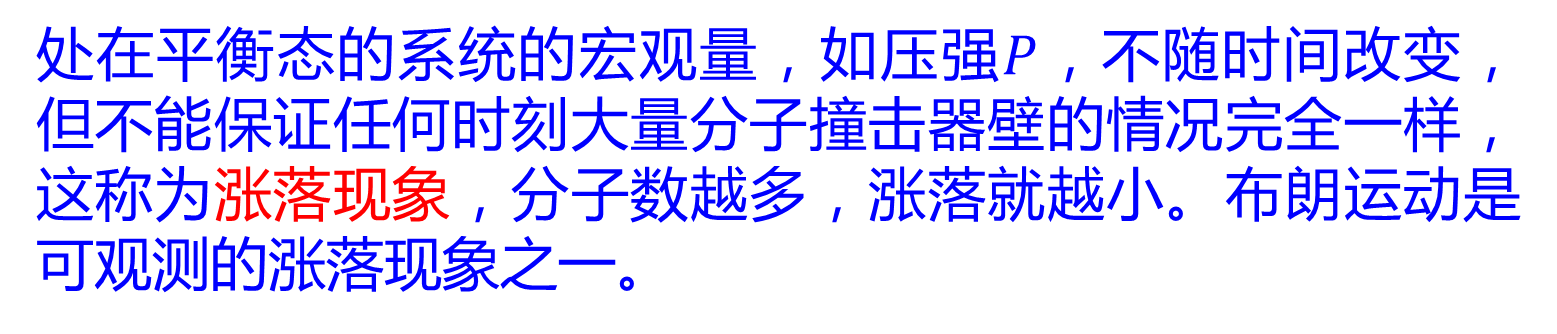 处在平衡态的系统的宏观量，如压强P，不随时间改变，
但不能保证任何时刻大量分子撞击器壁的情况完全一样，
这称为涨落现象，分子数越多，涨落就越小。布朗运动是
可观测的涨落现象之一。